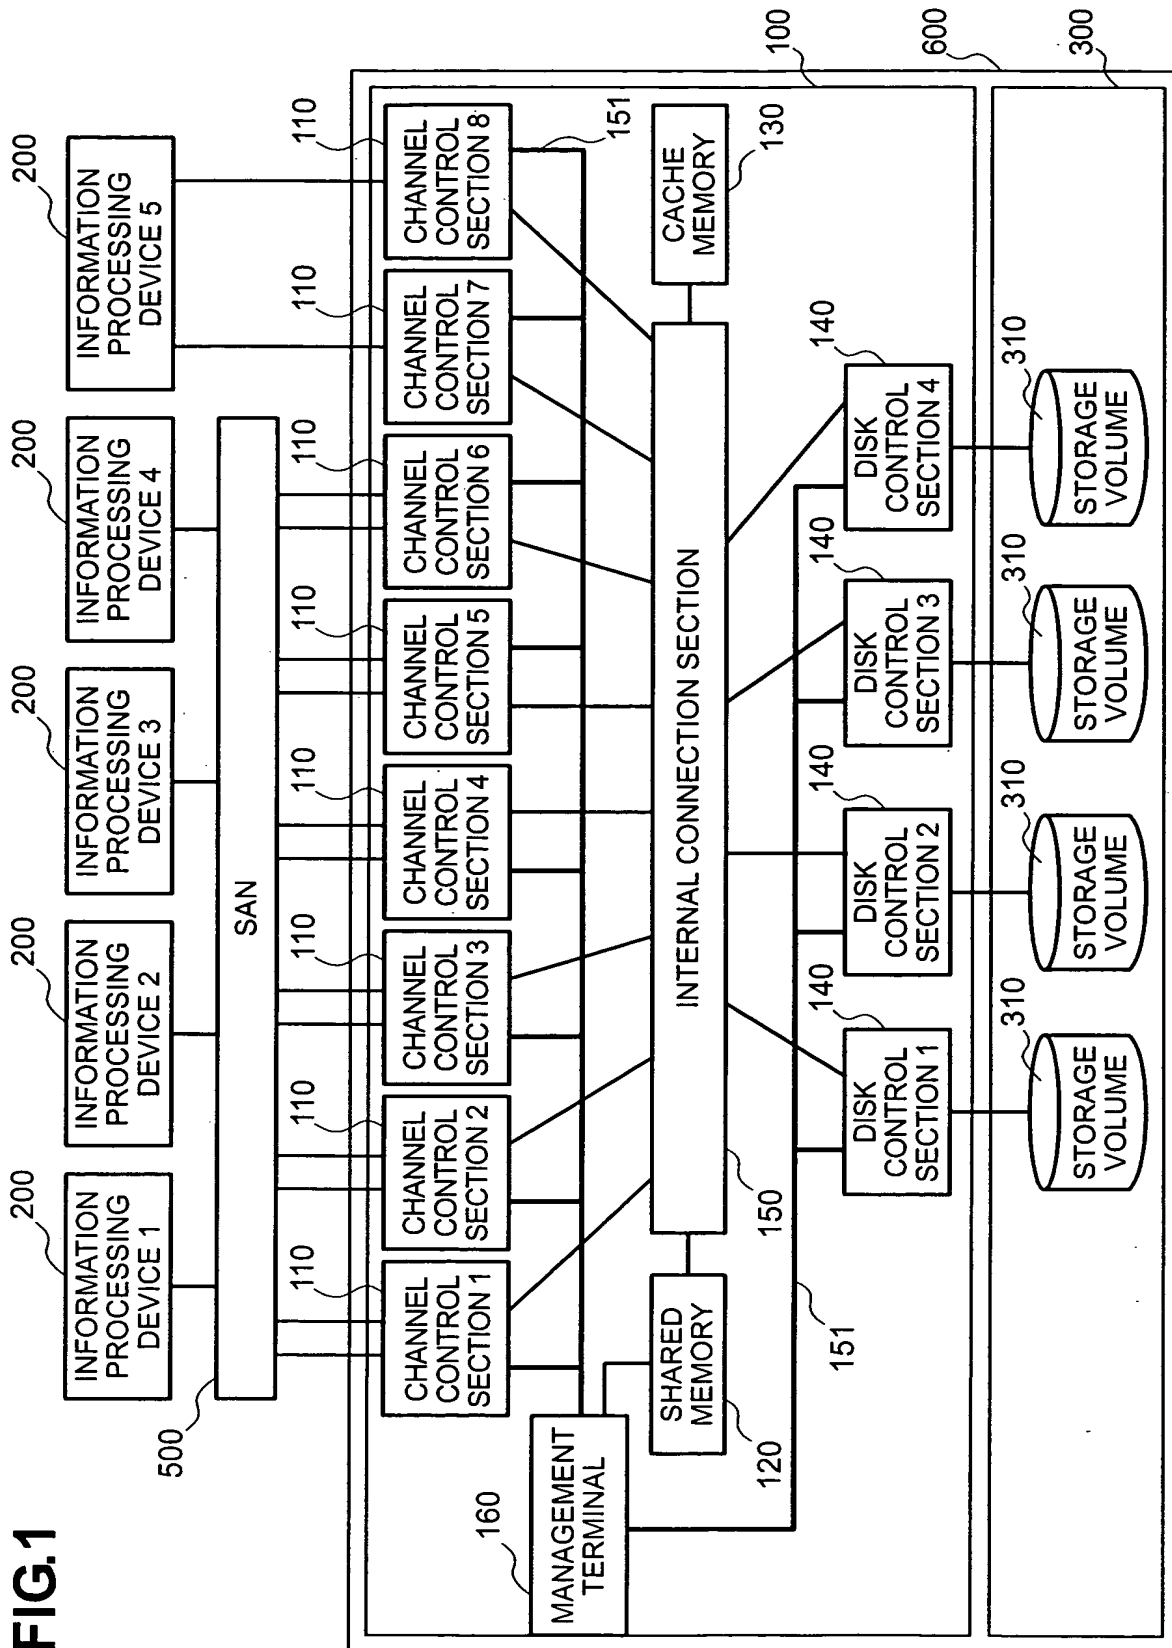 FIG.1
200
INFORMATION
PROCESSING
DEVICE 1
200
INFORMATION
PROCESSING
DEVICE 2
200
INFORMATION
PROCESSING
DEVICE 3
200
INFORMATION
PROCESSING
DEVICE 4
200
INFORMATION
PROCESSING
DEVICE 5
500
SAN
110
CHANNEL
CONTROL
SECTION 1
110
CHANNEL
CONTROL
SECTION 2
110
CHANNEL
CONTROL
SECTION 3
110
CHANNEL
CONTROL
SECTION 4
110
CHANNEL
CONTROL
SECTION 5
110
CHANNEL
CONTROL
SECTION 6
110
CHANNEL
CONTROL
SECTION 7
110
CHANNEL
CONTROL
SECTION 8
151
100
600
300
160
MANAGEMENT
TERMINAL
SHARED
MEMORY
120
INTERNAL CONNECTION SECTION
150
CACHE
MEMORY
130
151
140
DISK
CONTROL
SECTION 1
140
DISK
CONTROL
SECTION 2
140
DISK
CONTROL
SECTION 3
140
DISK
CONTROL
SECTION 4
310
STORAGE
VOLUME
310
STORAGE
VOLUME
310
STORAGE
VOLUME
310
STORAGE
VOLUME